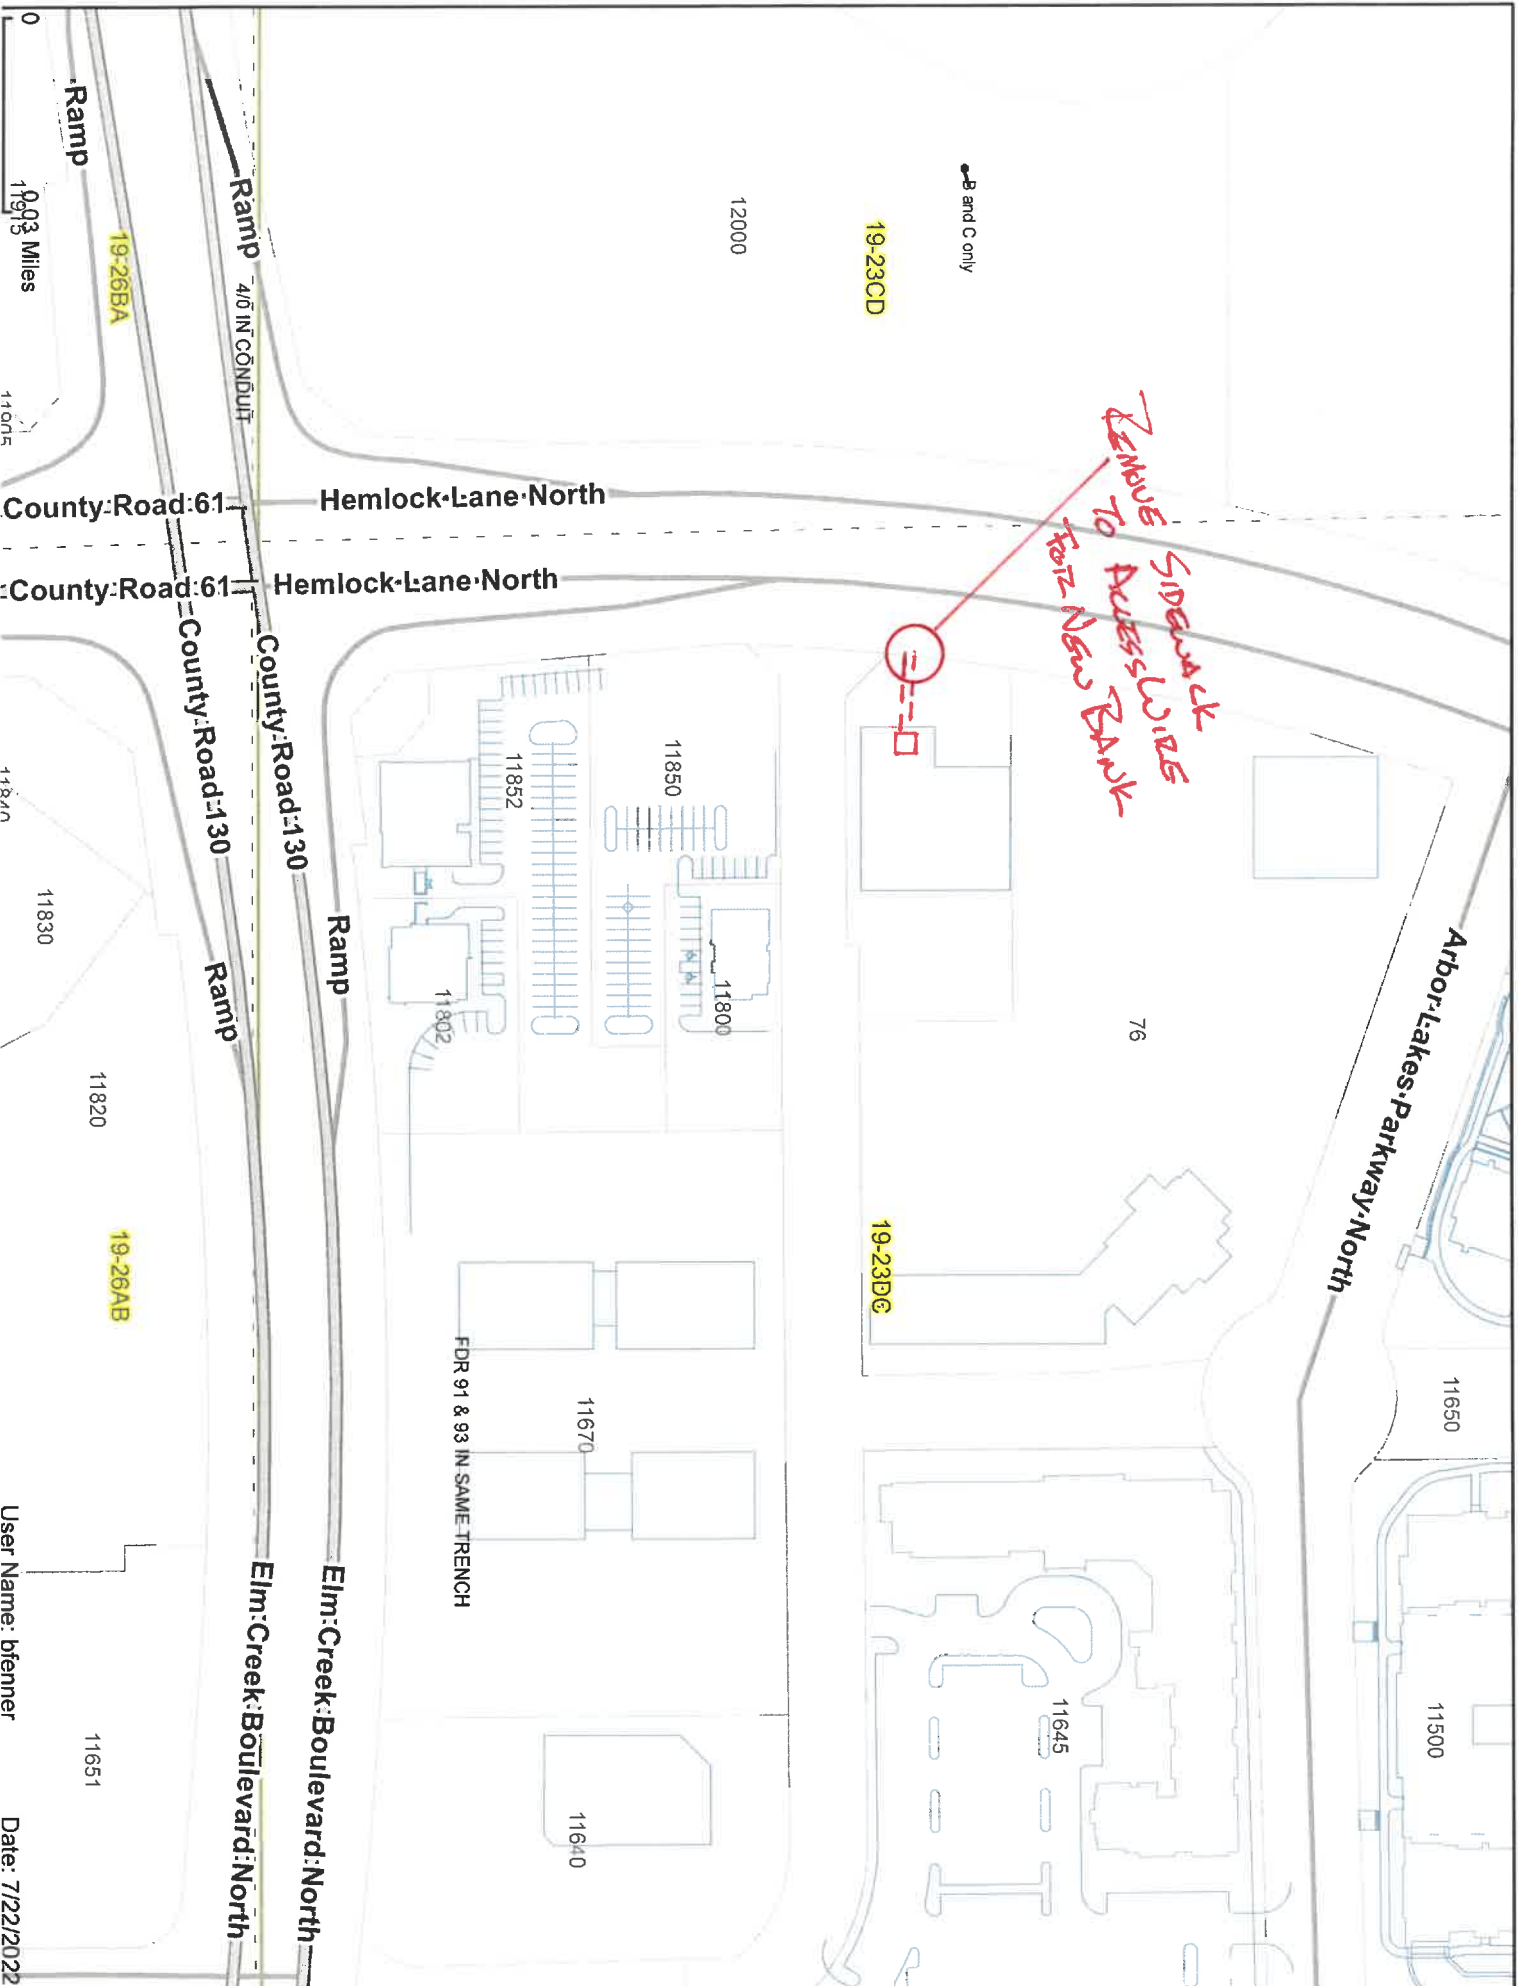 B and C only
19-23CD
12000
REMOVE SIDEWALK
TO ACCESS WIRE
FOR NEW BANK
Arbor Lakes Parkway North
11650
11500
76
19-23DC
11645
Hemlock Lane North
Hemlock Lane North
County Road 61
County Road 61
11850
11852
11800
11802
11670
FDR 91 & 93 IN SAME TRENCH
11640
Ramp
Ramp
4/0 IN CONDUIT
Ramp
Ramp
County Road 130
County Road 130
Elm Creek Boulevard North
Elm Creek Boulevard North
19-26BA
19-26AB
11830
11820
11651
11915
11905
11840
0
0.03 Miles
User Name: bfenner
Date: 7/22/2022